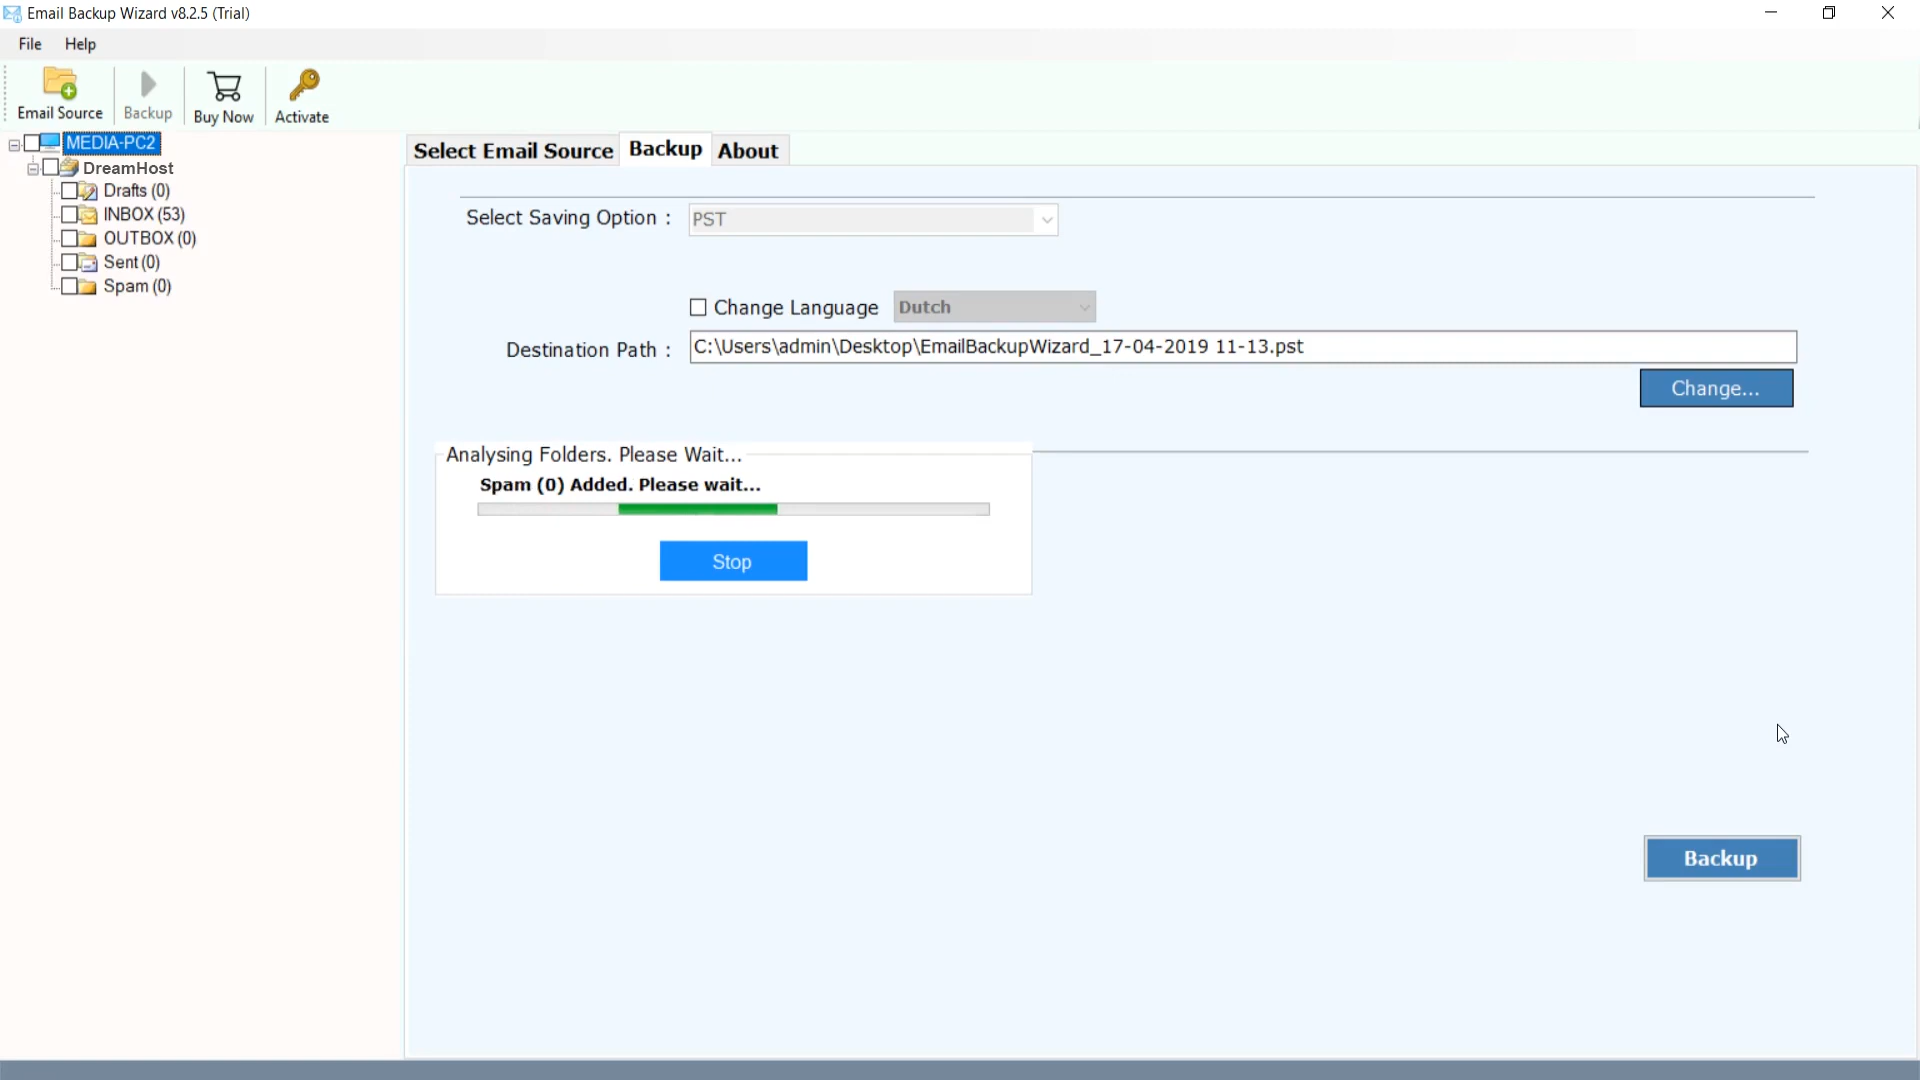 Email Backup Wizard v8.2.5 (Trial)
File Help
Email Source Backup Buy Now Activate
MEDIA-PC2
DreamHost
Drafts (0)
INBOX (53)
OUTBOX (0)
Sent (0)
Spam (0)
Select Email Source Backup About
Select Saving Option : PST
Change Language Dutch
Destination Path : C:\Users\admin\Desktop\EmailBackupWizard_17-04-2019 11-13.pst
Change...
Analysing Folders. Please Wait...
Spam (0) Added. Please wait...
Stop
Backup